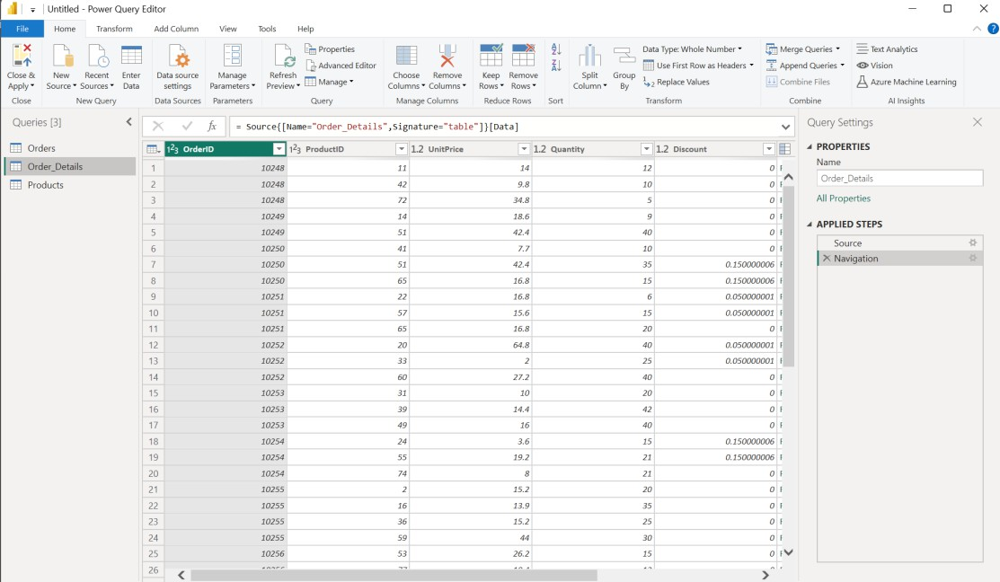 Untitled - Power Query Editor
File Home Transform Add Column View Tools Help
Close & Apply New Source Recent Sources Enter Data Data source settings Manage Parameters Refresh Preview Properties Advanced Editor Manage Choose Columns Remove Columns Keep Rows Remove Rows Split Column Group By Data Type: Whole Number Use First Row as Headers Replace Values Merge Queries Append Queries Combine Files Text Analytics Vision Azure Machine Learning
Close New Query Data Sources Parameters Query Manage Columns Reduce Rows Sort Transform Combine AI Insights
Queries [3]
Orders
Order_Details
Products
fx = Source{[Name="Order_Details",Signature="table"]}[Data]
1²3 OrderID 1²3 ProductID 1.2 UnitPrice 1.2 Quantity 1.2 Discount
1 10248 11 14 12 0
2 10248 42 9.8 10 0
3 10248 72 34.8 5 0
4 10249 14 18.6 9 0
5 10249 51 42.4 40 0
6 10250 41 7.7 10 0
7 10250 51 42.4 35 0.150000006
8 10250 65 16.8 15 0.150000006
9 10251 22 16.8 6 0.050000001
10 10251 57 15.6 15 0.050000001
11 10251 65 16.8 20 0
12 10252 20 64.8 40 0.050000001
13 10252 33 2 25 0.050000001
14 10252 60 27.2 40 0
15 10253 31 10 20 0
16 10253 39 14.4 42 0
17 10253 49 16 40 0
18 10254 24 3.6 15 0.150000006
19 10254 55 19.2 21 0.150000006
20 10254 74 8 21 0
21 10255 2 15.2 20 0
22 10255 16 13.9 35 0
23 10255 36 15.2 25 0
24 10255 59 44 30 0
25 10256 53 26.2 15 0
26
Query Settings
PROPERTIES
Name
Order_Details
All Properties
APPLIED STEPS
Source
Navigation